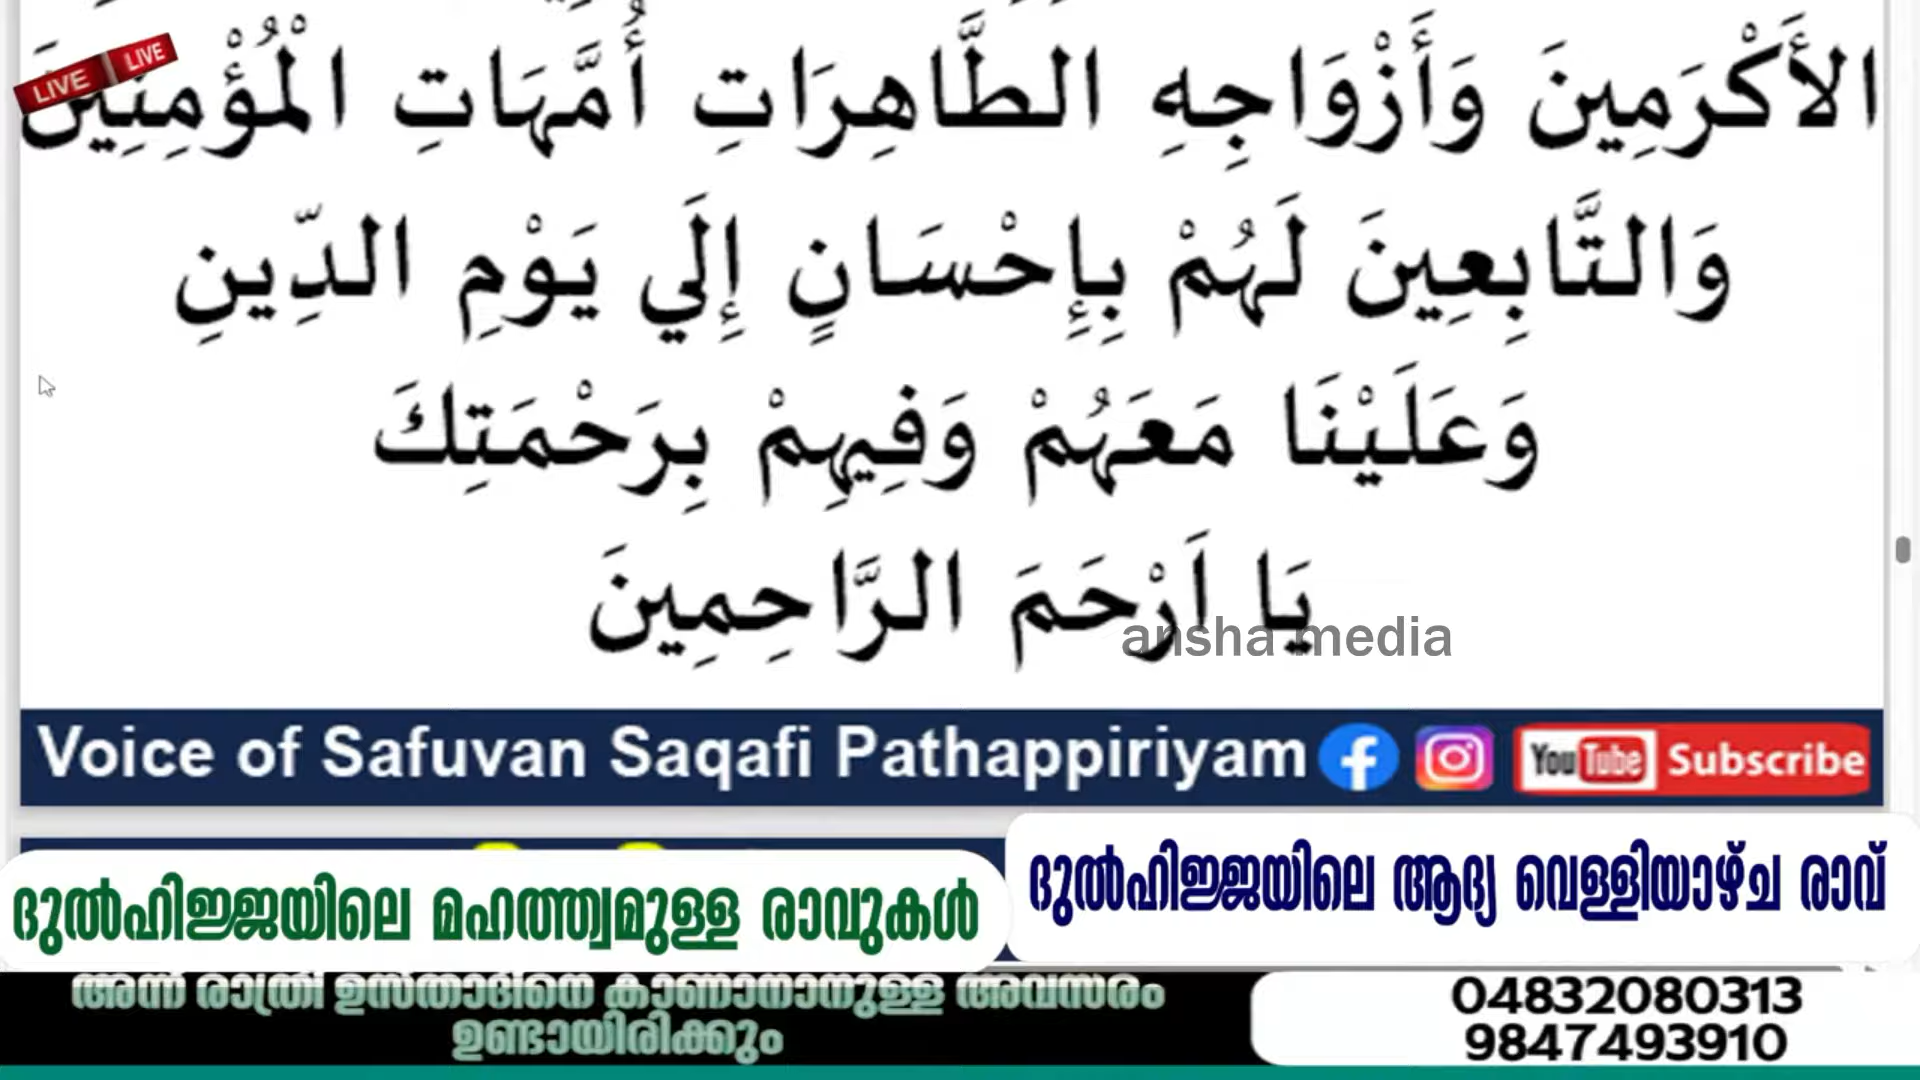 LIVE LIVE
الأَكْرَمِينَ وَأَزْوَاجِهِ الطَّاهِرَاتِ أُمَّهَاتِ الْمُؤْمِنِينَ
وَالتَّابِعِينَ لَهُمْ بِإِحْسَانٍ إِلَي يَوْمِ الدِّينِ
وَعَلَيْنَا مَعَهُمْ وَفِيهِمْ بِرَحْمَتِكَ
يَا اَرْحَمَ الرَّاحِمِينَ
ansha media
Voice of Safuvan Saqafi Pathappiriyam YouTube Subscribe
ദുൽഹിജ്ജയിലെ മഹത്ത്വമുള്ള രാവുകൾ
ദുൽഹിജ്ജയിലെ ആദ്യ വെള്ളിയാഴ്ച രാവ്
അന്ന് രാത്രി ഉസ്താദിനെ കാണാനാനുള്ള അവസരം
ഉണ്ടായിരിക്കും
04832080313
9847493910